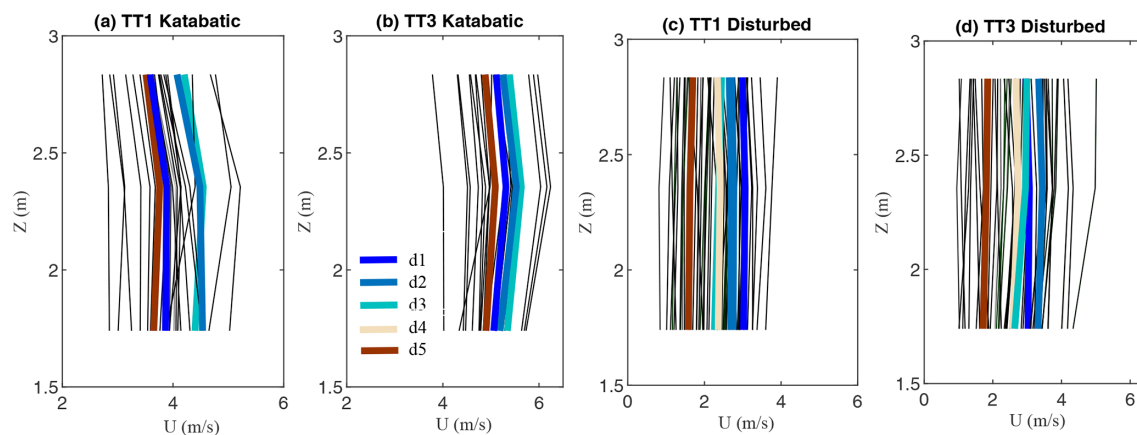 (a) TT1 Katabatic
3
2.5
2
1.5
Z (m)
2
4
6
U (m/s)
(b) TT3 Katabatic
3
2.5
2
1.5
Z (m)
2
4
6
U (m/s)
d1
d2
d3
d4
d5
(c) TT1 Disturbed
3
2.5
2
1.5
Z (m)
0
2
4
6
U (m/s)
(d) TT3 Disturbed
3
2.5
2
1.5
Z (m)
0
2
4
6
U (m/s)